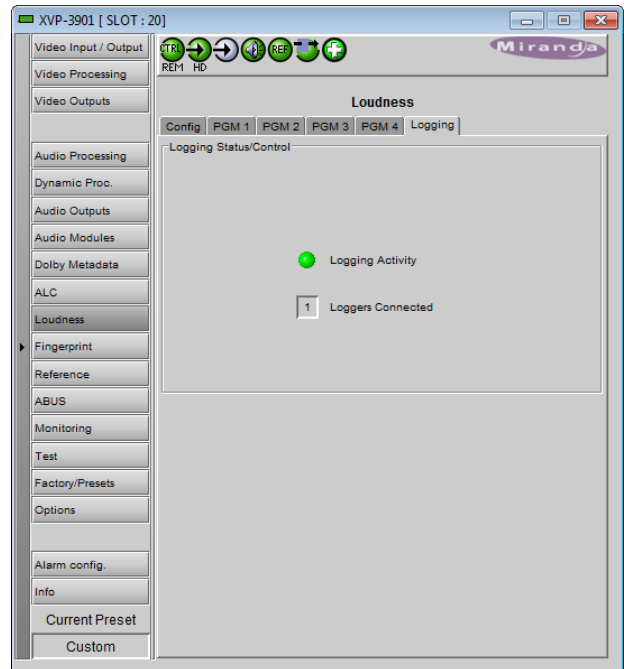 XVP-3901 [ SLOT : 20]
Video Input / Output
Video Processing
Video Outputs
Audio Processing
Dynamic Proc.
Audio Outputs
Audio Modules
Dolby Metadata
ALC
Loudness
Fingerprint
Reference
ABUS
Monitoring
Test
Factory/Presets
Options
Alarm config.
Info
Current Preset
Custom
CTRL REF
REM HD
Miranda
Loudness
Config PGM 1 PGM 2 PGM 3 PGM 4 Logging
Logging Status/Control
Logging Activity
1 Loggers Connected